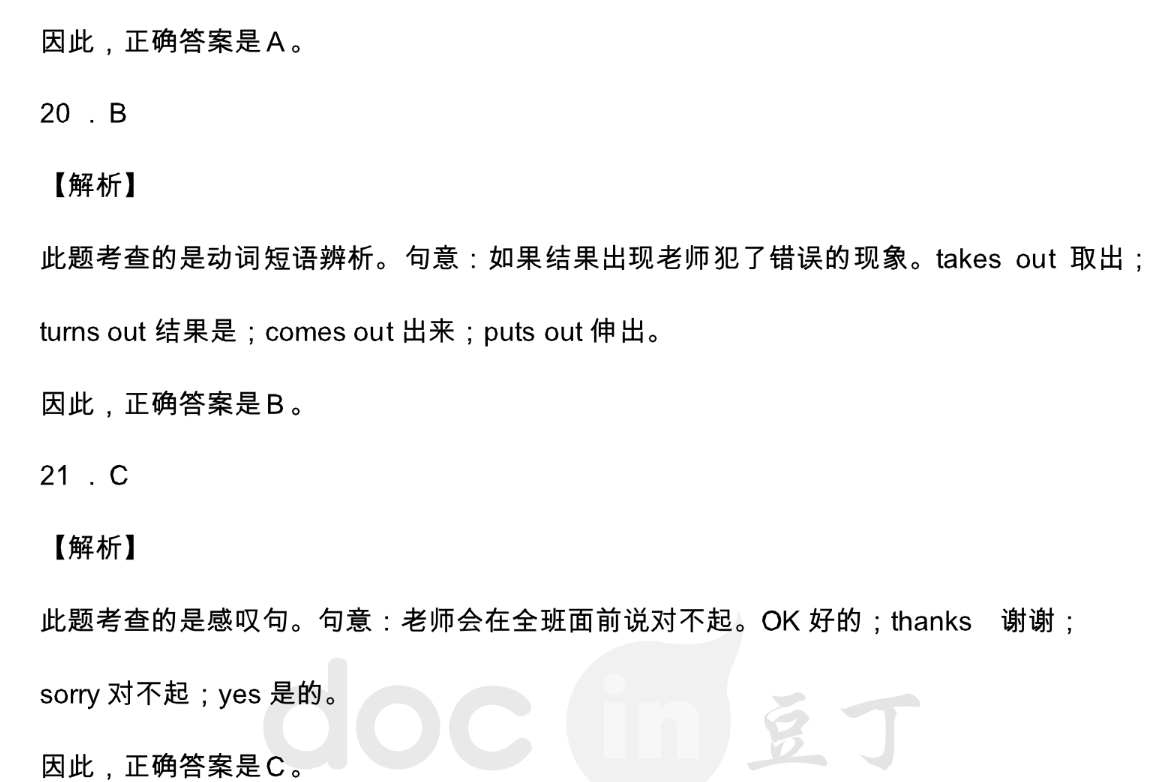 因此，正确答案是A。
20 ．B
【解析】
此题考查的是动词短语辨析。句意：如果结果出现老师犯了错误的现象。takes out 取出；
turns out 结果是；comes out 出来；puts out 伸出。
因此，正确答案是B。
21 ．C
【解析】
此题考查的是感叹句。句意：老师会在全班面前说对不起。OK 好的；thanks 谢谢；
sorry 对不起；yes 是的。
因此，正确答案是C。
docin 豆丁